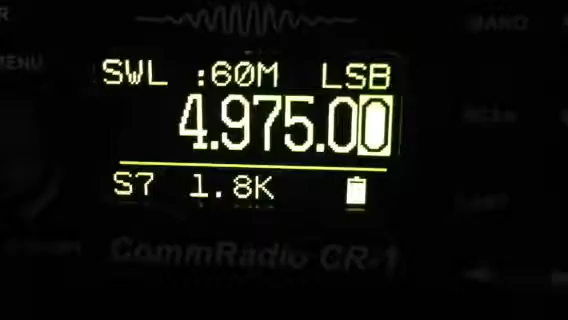 MENU
BAND
SWL :60M LSB
4.975.00
S7 1.8K
CommRadio CR-1